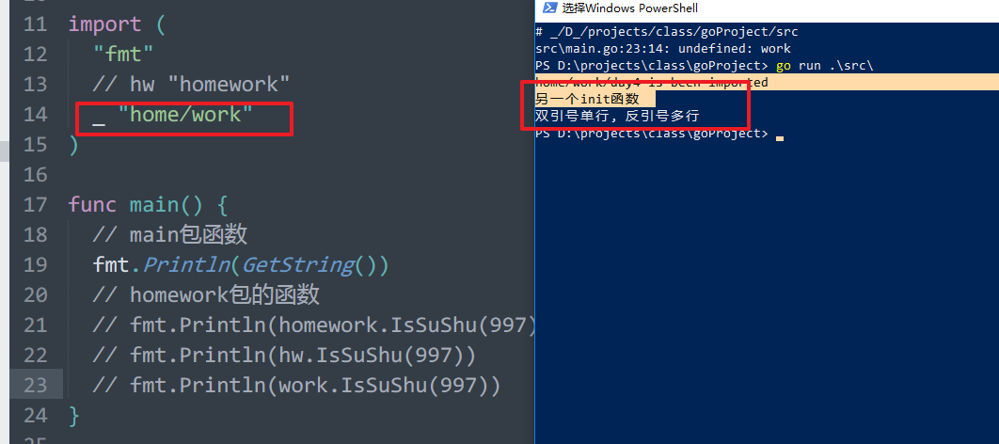 11 import (
12 "fmt"
13 // hw "homework"
14 _ "home/work"
15 )
16
17 func main() {
18 // main包函数
19 fmt.Println(GetString())
20 // homework包的函数
21 // fmt.Println(homework.IsSuShu(997)
22 // fmt.Println(hw.IsSuShu(997))
23 // fmt.Println(work.IsSuShu(997))
24 }
25
选择Windows PowerShell
# _/D_/projects/class/goProject/src
src\main.go:23:14: undefined: work
PS D:\projects\class\goProject> go run .\src\
home/work/day4 is been imported
另一个init函数
双引号单行, 反引号多行
PS D:\projects\class\goProject>